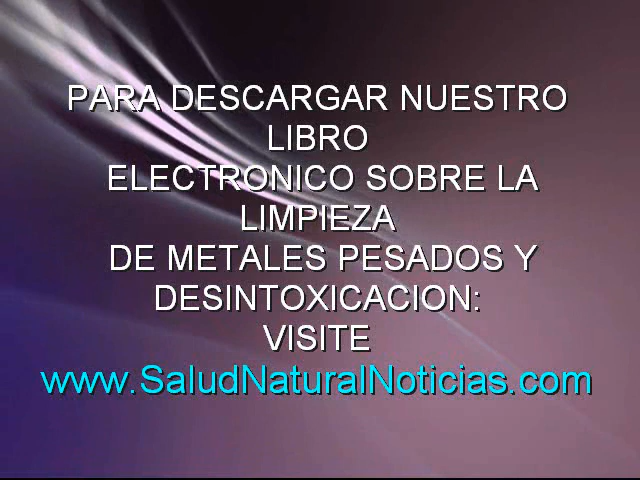 PARA DESCARGAR NUESTRO
LIBRO
ELECTRONICO SOBRE LA
LIMPIEZA
DE METALES PESADOS Y
DESINTOXICACION:
VISITE
www.SaludNaturalNoticias.com